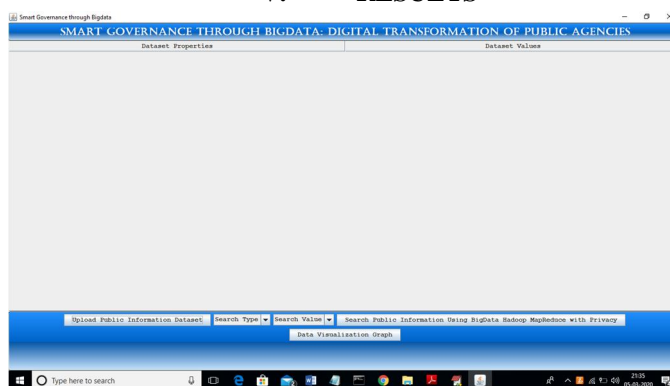 RESULTS
Smart Governance through Bigdata
SMART GOVERNANCE THROUGH BIGDATA: DIGITAL TRANSFORMATION OF PUBLIC AGENCIES
Dataset Properties Dataset Values
Upload Public Information Dataset Search Type Search Value Search Public Information Using BigData Hadoop MapReduce with Privacy
Data Visualization Graph
Type here to search
21:35
05-03-2020